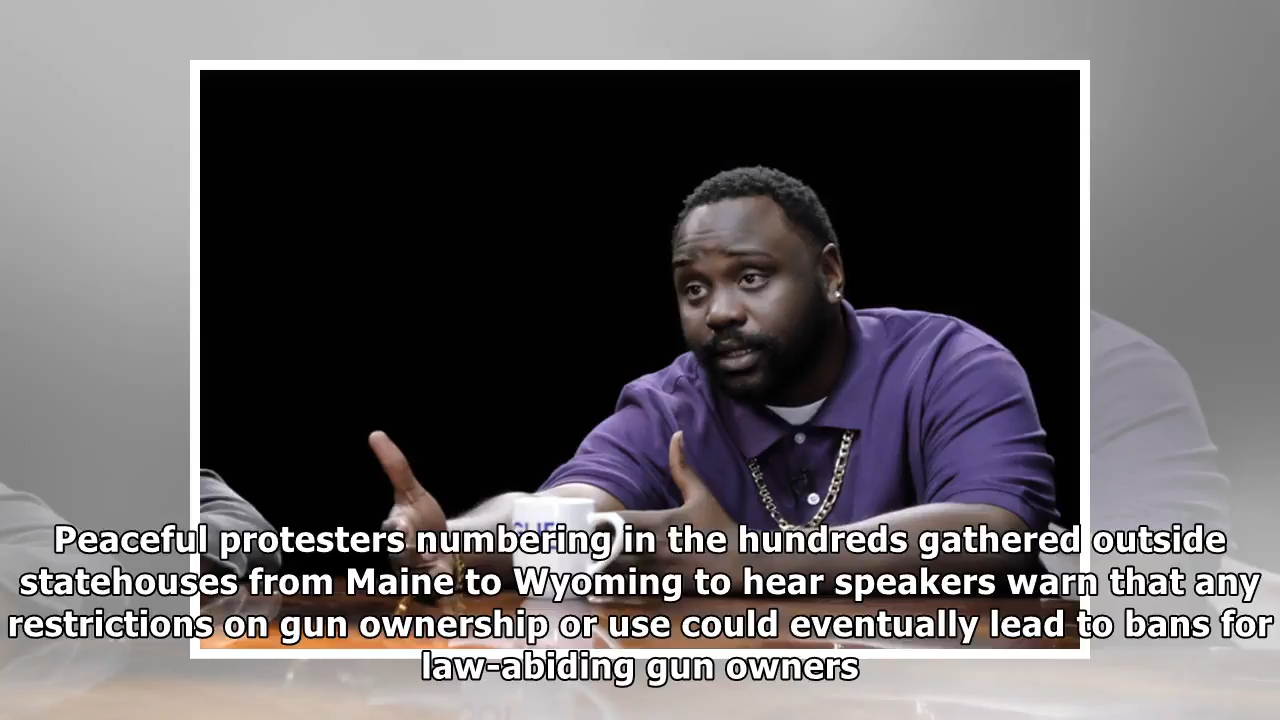 Peaceful protesters numbering in the hundreds gathered outside
statehouses from Maine to Wyoming to hear speakers warn that any
restrictions on gun ownership or use could eventually lead to bans for
law-abiding gun owners